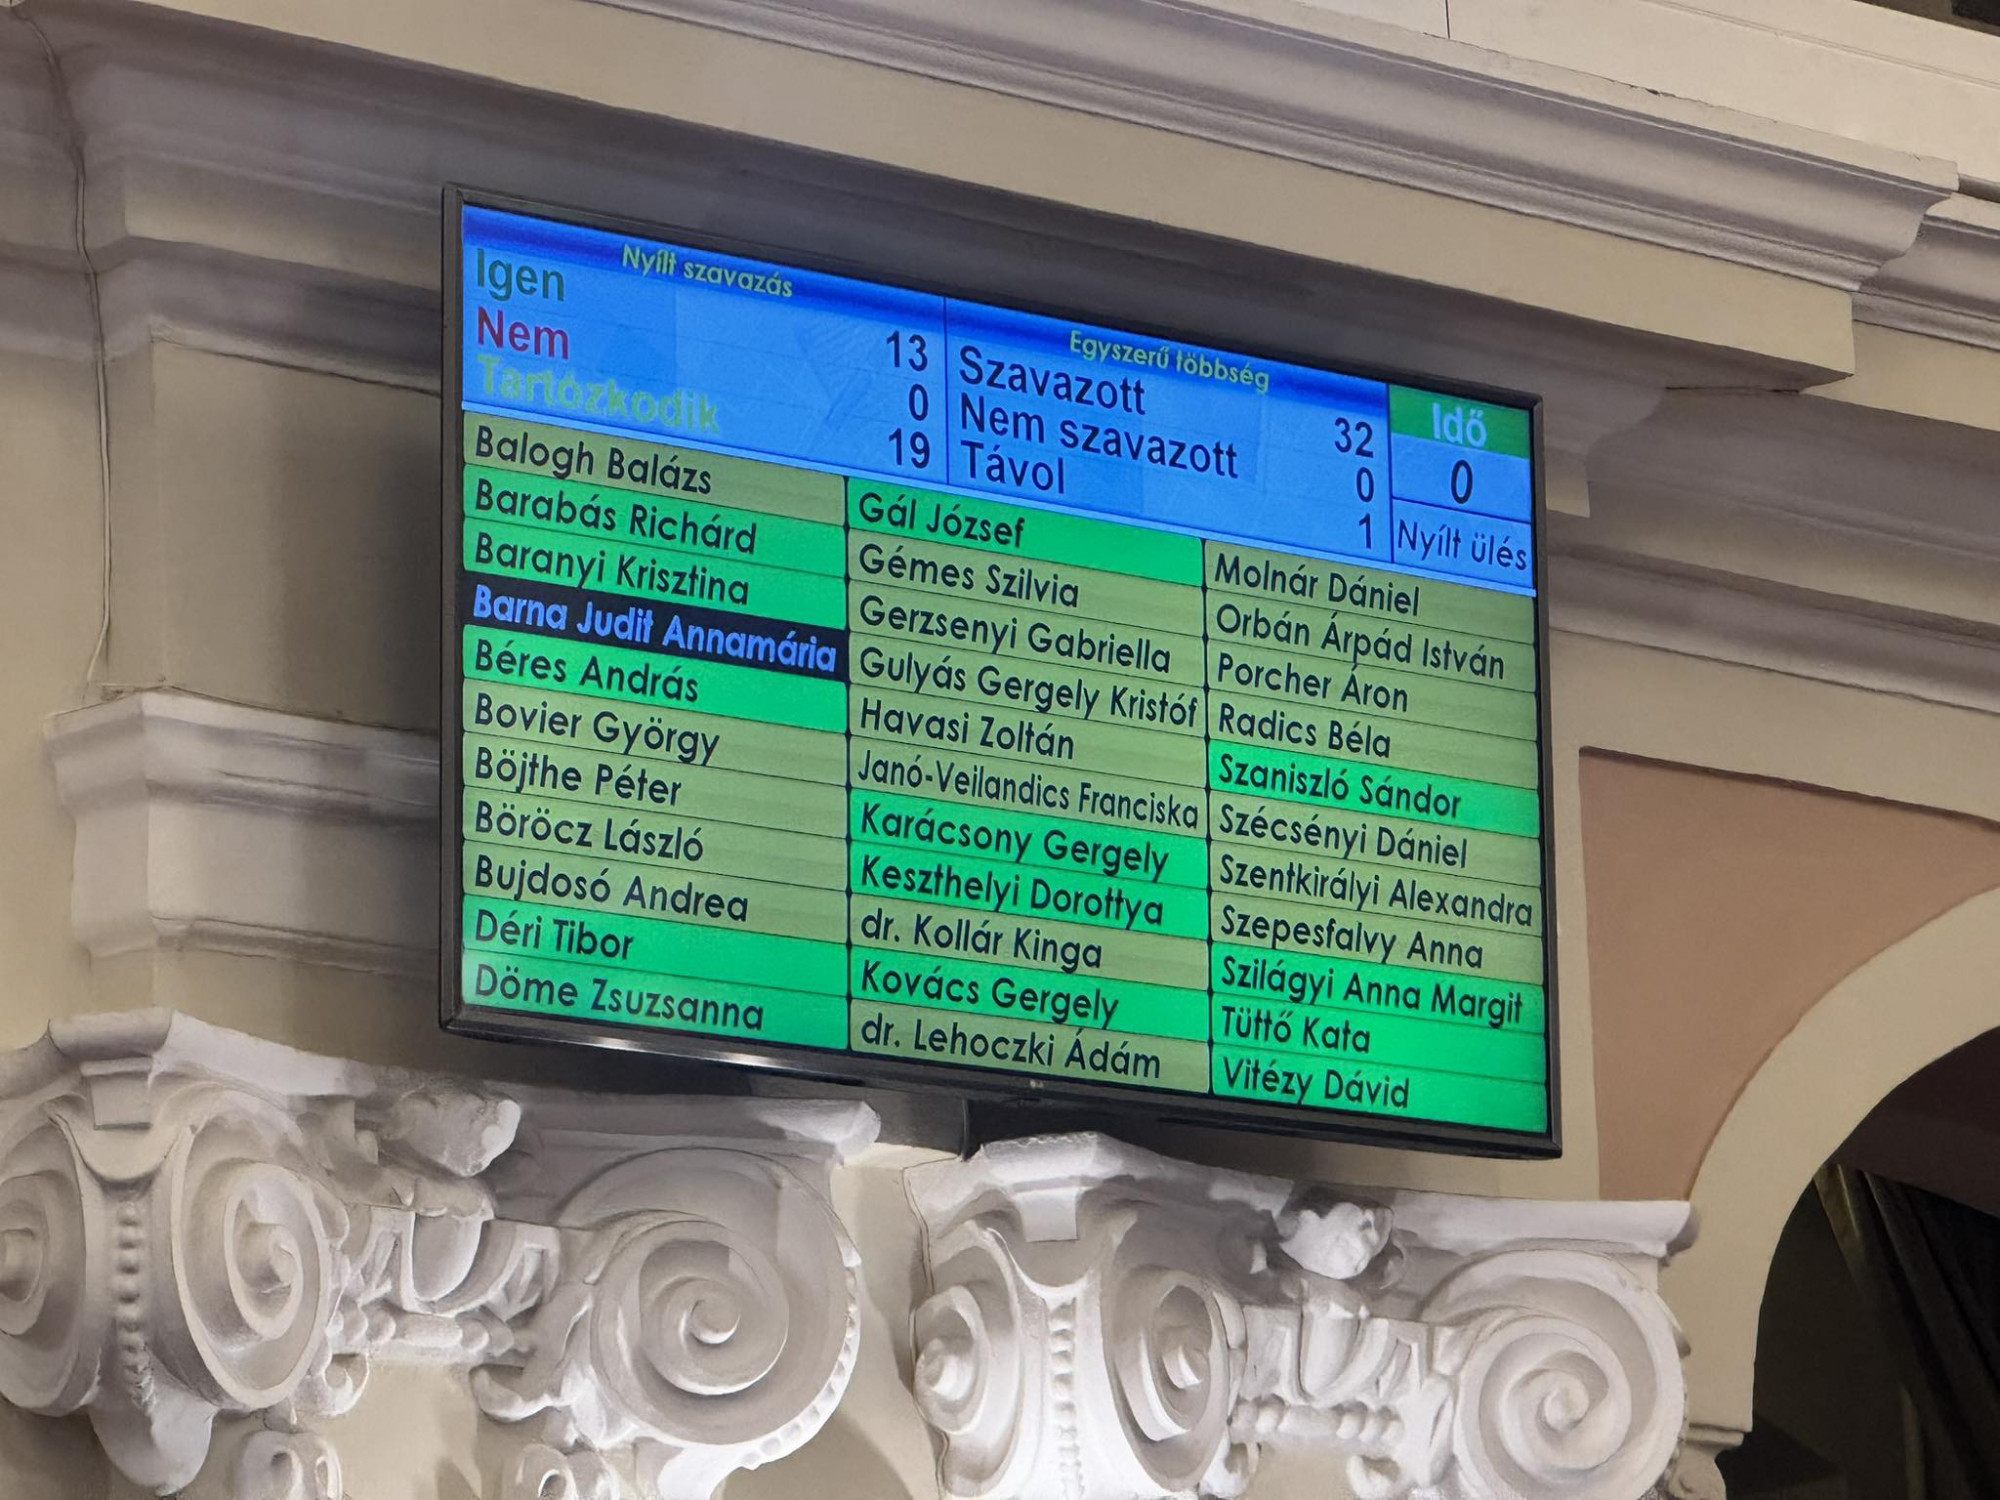 Nyílt szavazás
Igen 13
Nem 0
Tartózkodik 19
Egyszerű többség
Szavazott 32
Nem szavazott 0
Távol 1
Idő
0
Nyílt ülés
Balogh Balázs
Barabás Richárd
Baranyi Krisztina
Barna Judit Annamária
Béres András
Bovier György
Böjthe Péter
Böröcz László
Bujdosó Andrea
Déri Tibor
Döme Zsuzsanna
Gál József
Gémes Szilvia
Gerzsenyi Gabriella
Gulyás Gergely Kristóf
Havasi Zoltán
Janó-Veilandics Franciska
Karácsony Gergely
Keszthelyi Dorottya
dr. Kollár Kinga
Kovács Gergely
dr. Lehoczki Ádám
Molnár Dániel
Orbán Árpád István
Porcher Áron
Radics Béla
Szaniszló Sándor
Szécsényi Dániel
Szentkirályi Alexandra
Szepesfalvy Anna
Szilágyi Anna Margit
Tüttő Kata
Vitézy Dávid